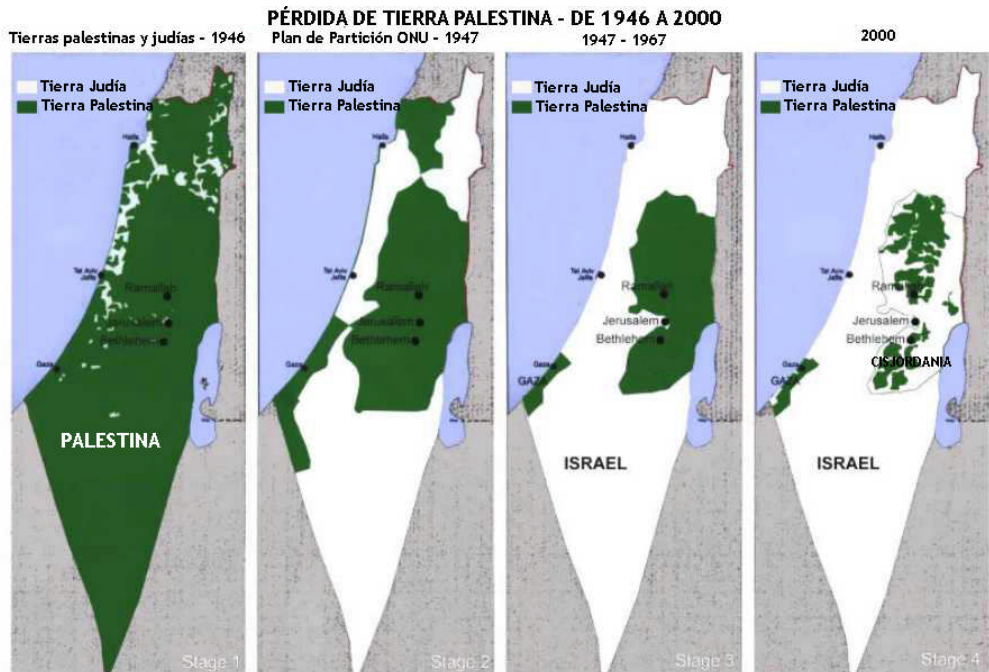 PÉRDIDA DE TIERRA PALESTINA - DE 1946 A 2000
Tierras palestinas y judías - 1946
Tierra Judía
Tierra Palestina
Haifa
Tel Aviv
Jaffa
Ramallah
Jerusalem
Bethlehem
Gaza
PALESTINA
Stage 1
Plan de Partición ONU - 1947
Tierra Judía
Tierra Palestina
Haifa
Tel Aviv
Jaffa
Ramallah
Jerusalem
Bethlehem
Gaza
Stage 2
1947 - 1967
Tierra Judía
Tierra Palestina
Haifa
Tel Aviv
Jaffa
Ramallah
Jerusalem
Bethlehem
Gaza
GAZA
ISRAEL
Stage 3
2000
Tierra Judía
Tierra Palestina
Haifa
Tel Aviv
Jaffa
Ramallah
Jerusalem
Bethlehem
CISJORDANIA
Gaza
GAZA
ISRAEL
Stage 4